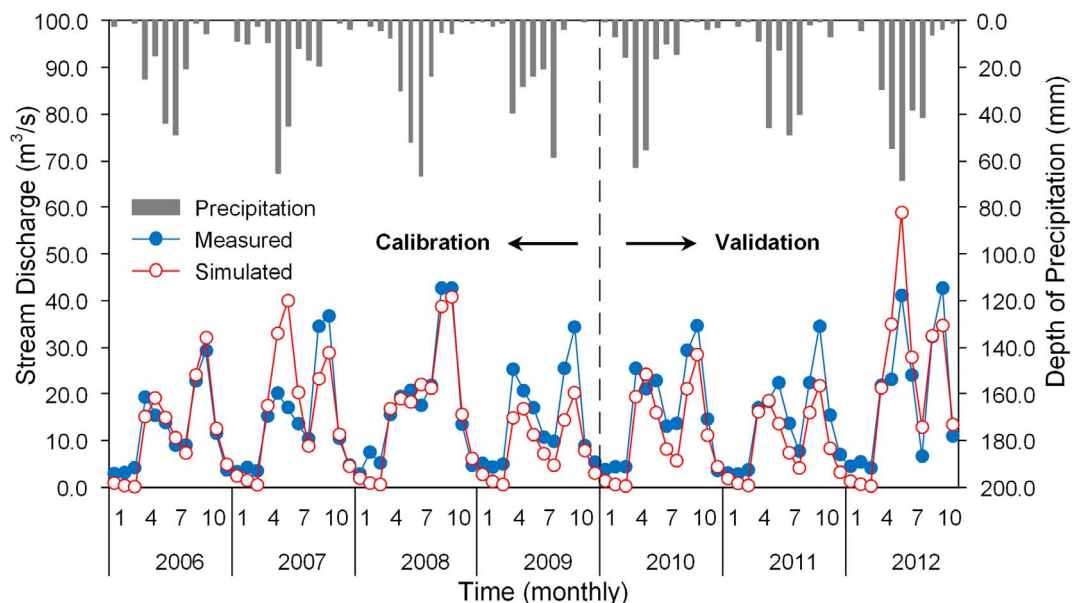 Stream Discharge (m³/s)
100.0
90.0
80.0
70.0
60.0
50.0
40.0
30.0
20.0
10.0
0.0
Precipitation
Measured
Simulated
Calibration
Validation
0.0
20.0
40.0
60.0
80.0
100.0
120.0
140.0
160.0
180.0
200.0
Depth of Precipitation (mm)
1 4 7 10 1 4 7 10 1 4 7 10 1 4 7 10 1 4 7 10 1 4 7 10 1 4 7 10
2006 2007 2008 2009 2010 2011 2012
Time (monthly)